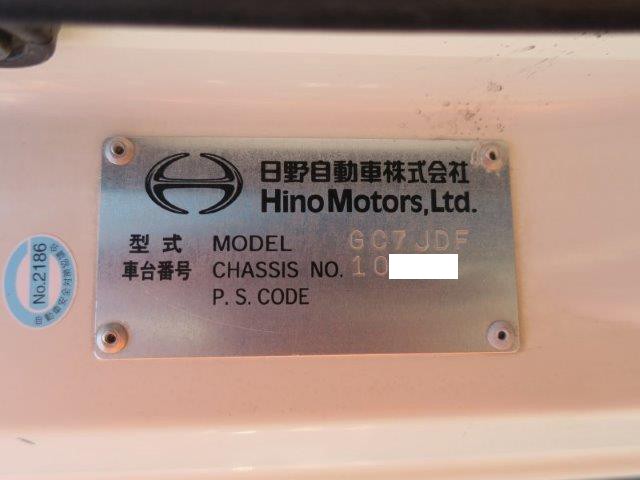 日野自動車株式会社
Hino Motors, Ltd.
型式 MODEL GC7JDF
車台番号 CHASSIS NO. 10
P. S. CODE
No.2186